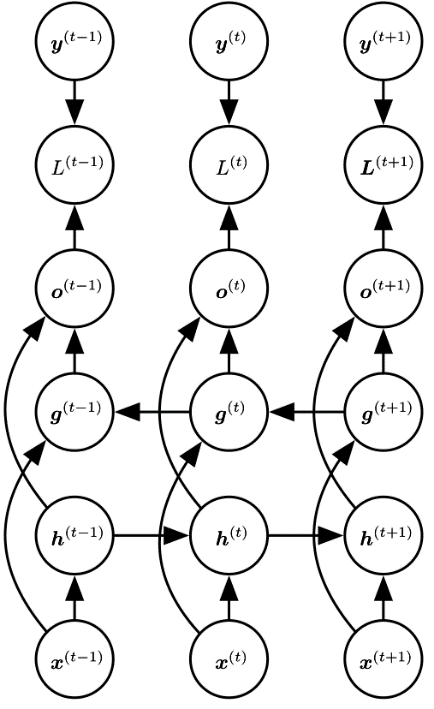 y^(t−1) y^(t) y^(t+1)
L^(t−1) L^(t) L^(t+1)
o^(t−1) o^(t) o^(t+1)
g^(t−1) g^(t) g^(t+1)
h^(t−1) h^(t) h^(t+1)
x^(t−1) x^(t) x^(t+1)